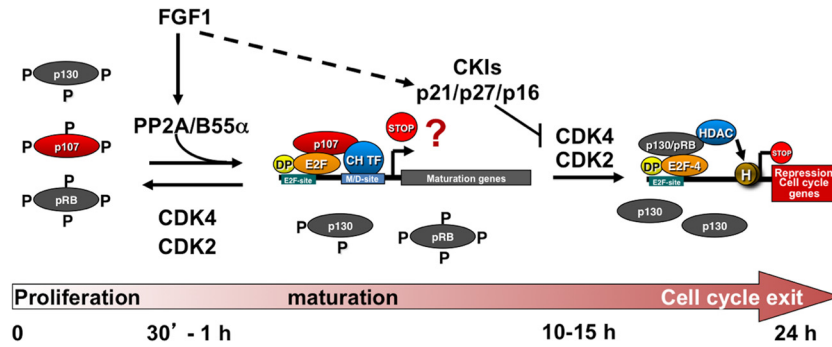 FGF1
P
p130
P
P
P
p107
P
P
P
pRB
P
P
PP2A/B55α
CDK4
CDK2
CKIs
p21/p27/p16
STOP
?
p107
DP
E2F
CH TF
E2F-site
M/D-site
Maturation genes
P
p130
P
P
P
pRB
P
P
CDK4
CDK2
p130/pRB
HDAC
DP
E2F-4
H
STOP
E2F-site
Repression
Cell cycle
genes
p130
p130
Proliferation
maturation
Cell cycle exit
0
30’ - 1 h
10-15 h
24 h